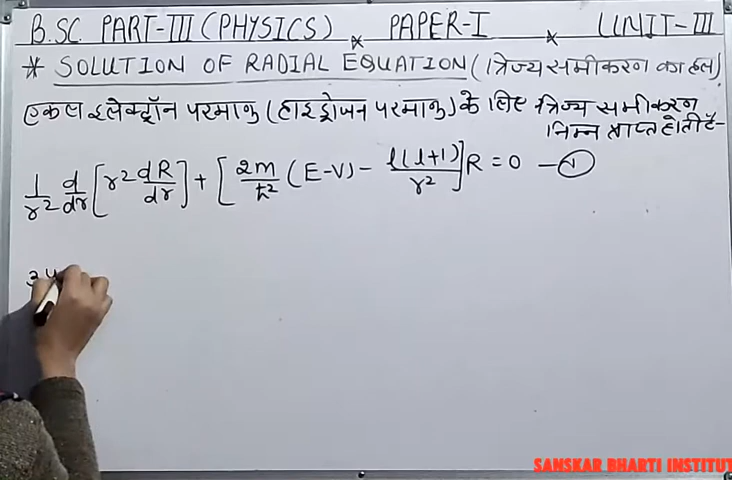 B.SC. PART-III (PHYSICS) * PAPER-I * UNIT-III
* SOLUTION OF RADIAL EQUATION (त्रिज्य समीकरण का हल)
एकल इलेक्ट्रॉन परमाणु (हाइड्रोजन परमाणु) के लिए त्रिज्य समीकरण
निम्न प्राप्त होती है-
1/r² d/dr [r² dR/dr] + [2m/ħ² (E-V) - l(l+1)/r²] R = 0 —①
SANSKAR BHARTI INSTITUT